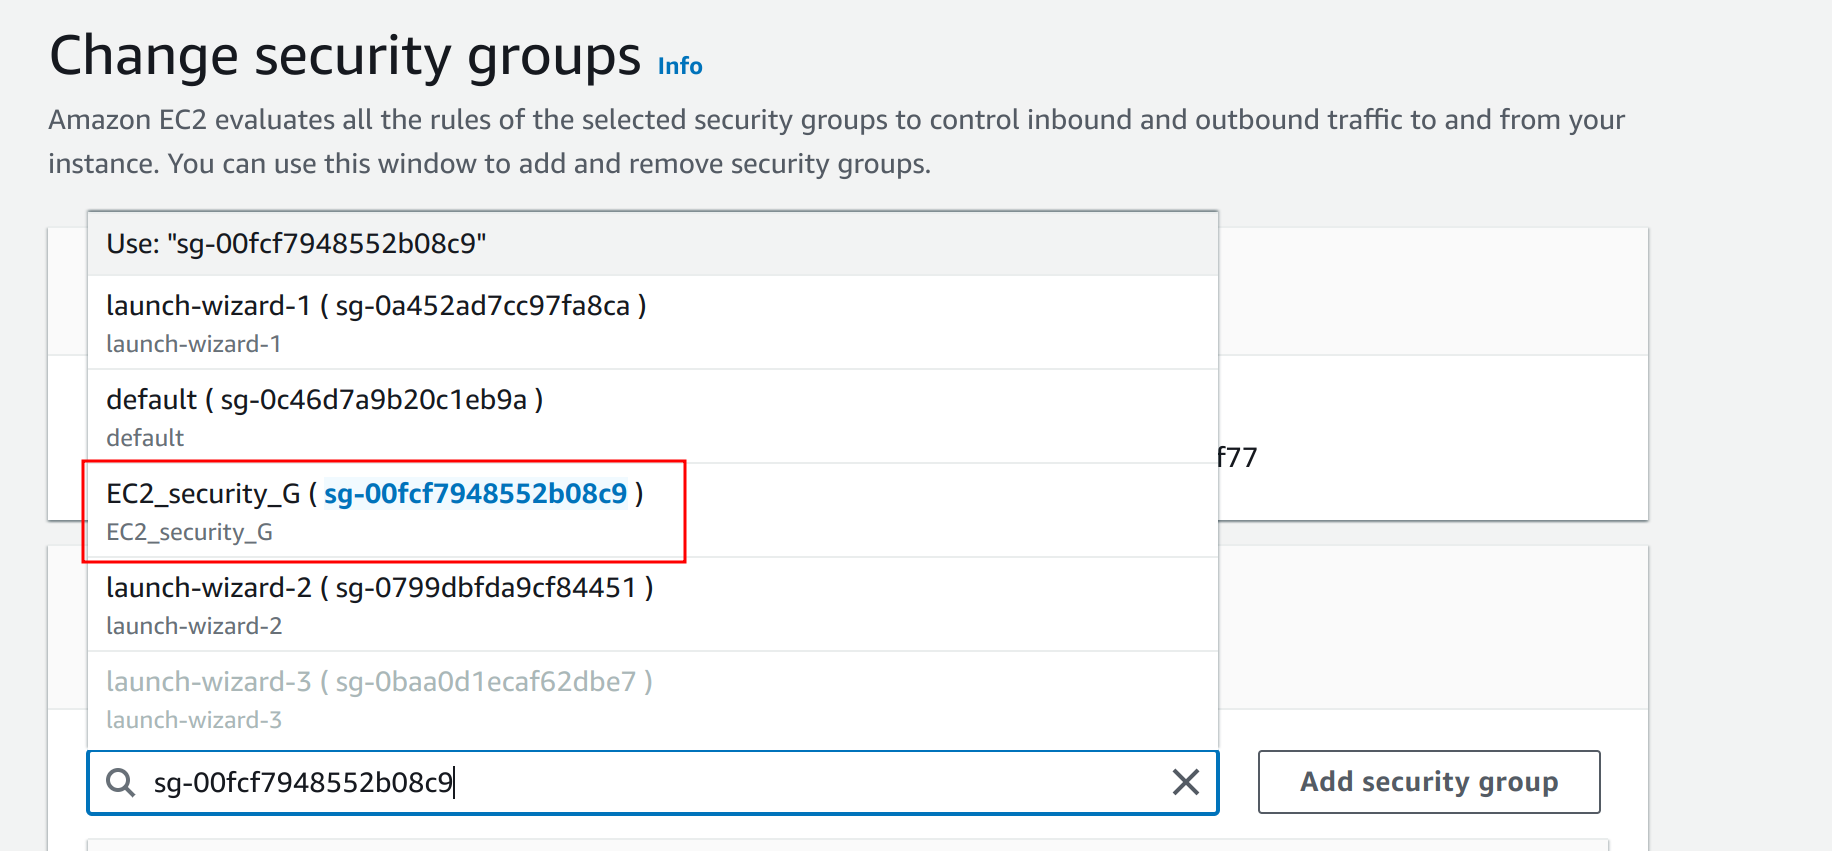 Change security groups Info
Amazon EC2 evaluates all the rules of the selected security groups to control inbound and outbound traffic to and from your
instance. You can use this window to add and remove security groups.
Use: "sg-00fcf7948552b08c9"
launch-wizard-1 ( sg-0a452ad7cc97fa8ca )
launch-wizard-1
default ( sg-0c46d7a9b20c1eb9a )
default
f77
EC2_security_G ( sg-00fcf7948552b08c9 )
EC2_security_G
launch-wizard-2 ( sg-0799dbfda9cf84451 )
launch-wizard-2
launch-wizard-3 ( sg-0baa0d1ecaf62dbe7 )
launch-wizard-3
sg-00fcf7948552b08c9
Add security group